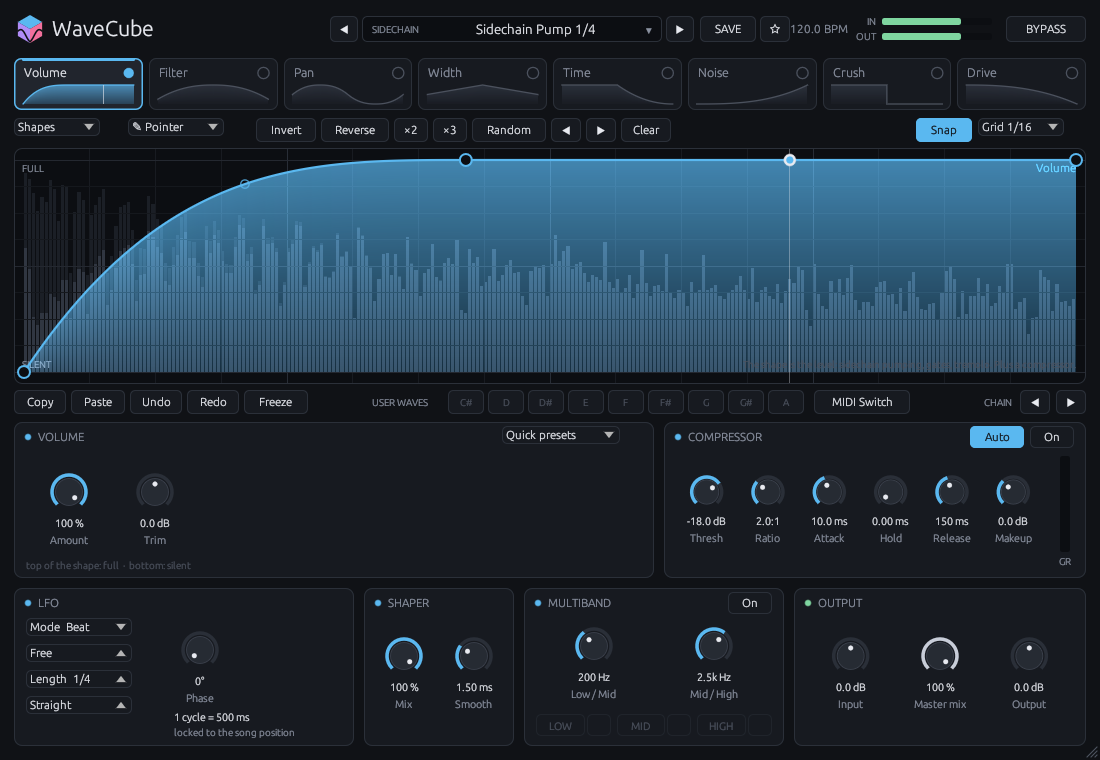 WaveCube
SIDECHAIN Sidechain Pump 1/4
SAVE
120.0 BPM
IN
OUT
BYPASS
Volume Filter Pan Width Time Noise Crush Drive
Shapes Pointer Invert Reverse ×2 ×3 Random Clear Snap Grid 1/16
FULL
Volume
SILENT
Copy Paste Undo Redo Freeze USER WAVES C# D D# E F F# G G# A MIDI Switch CHAIN
VOLUME Quick presets
100 % 0.0 dB
Amount Trim
top of the shape: full · bottom: silent
COMPRESSOR Auto On
-18.0 dB 2.0:1 10.0 ms 0.00 ms 150 ms 0.0 dB
Thresh Ratio Attack Hold Release Makeup
GR
LFO
Mode Beat
Free
Length 1/4
Straight
0°
Phase
1 cycle = 500 ms
locked to the song position
SHAPER
100 % 1.50 ms
Mix Smooth
MULTIBAND On
200 Hz 2.5k Hz
Low / Mid Mid / High
LOW MID HIGH
OUTPUT
0.0 dB 100 % 0.0 dB
Input Master mix Output